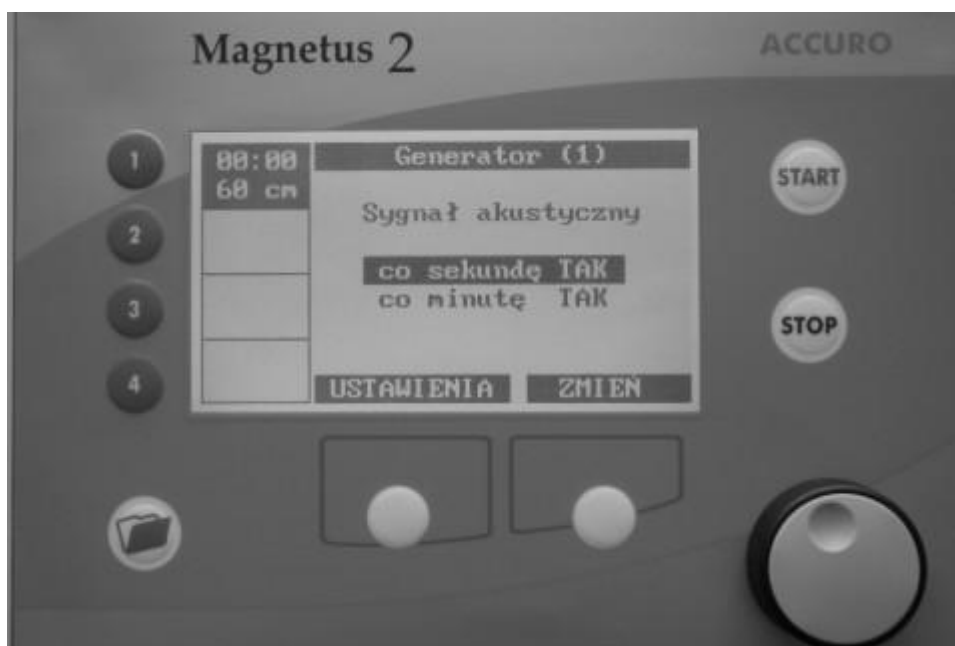 Magnetus 2
ACCURO
1
00:00
60 cm
Generator (1)
START
Sygnał akustyczny
2
co sekundę TAK
co minutę TAK
3
STOP
4
USTAWIENIA
ZMIEŃ